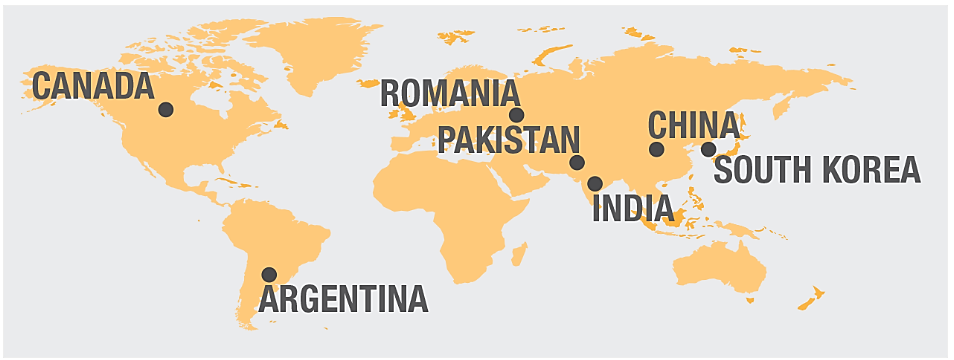 CANADA
ROMANIA
PAKISTAN
CHINA
SOUTH KOREA
INDIA
ARGENTINA